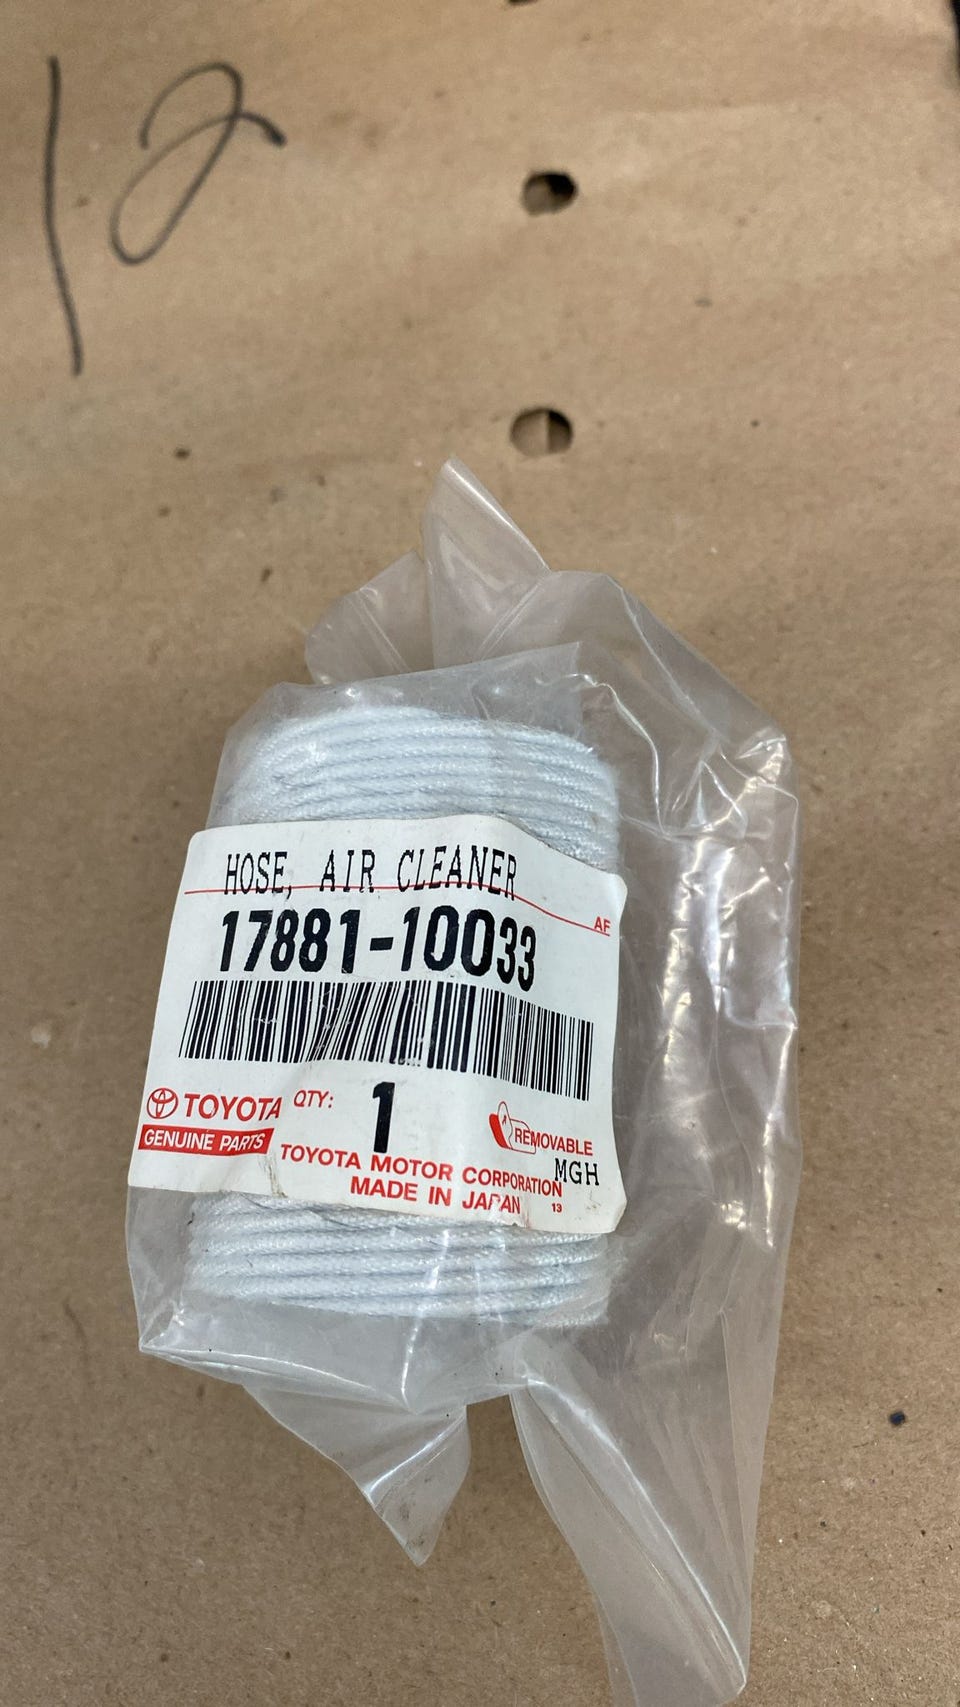 12
HOSE, AIR CLEANER
AF
17881-10033
TOYOTA QTY: 1
GENUINE PARTS
REMOVABLE
TOYOTA MOTOR CORPORATION MGH
MADE IN JAPAN 13